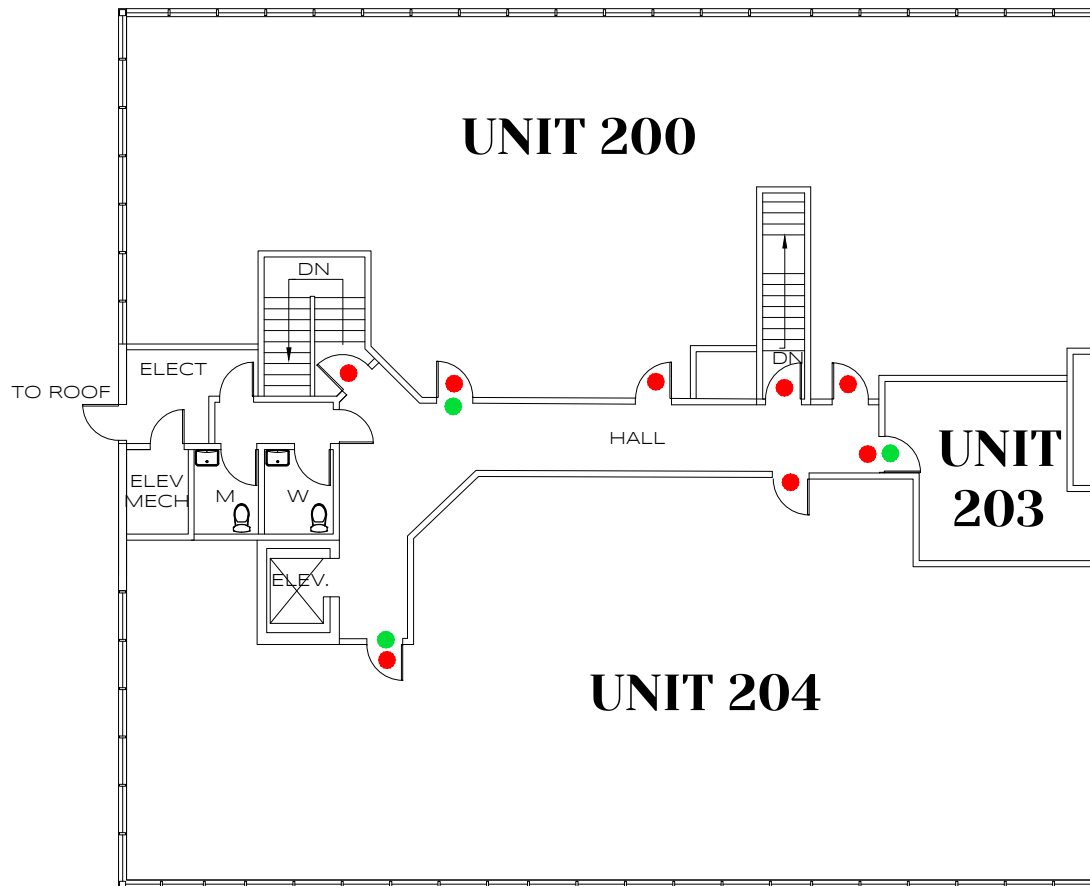 UNIT 200
DN
DN
ELECT
TO ROOF
HALL
UNIT
203
ELEV
MECH
M
W
ELEV.
UNIT 204